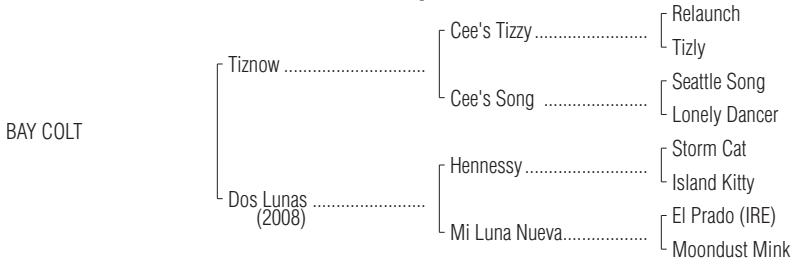 Relaunch
Cee's Tizzy ........................
Tizly
Tiznow .............................
Seattle Song
Cee's Song ......................
Lonely Dancer
BAY COLT
Storm Cat
Hennessy ..........................
Island Kitty
Dos Lunas .......................
(2008)
El Prado (IRE)
Mi Luna Nueva..................
Moondust Mink